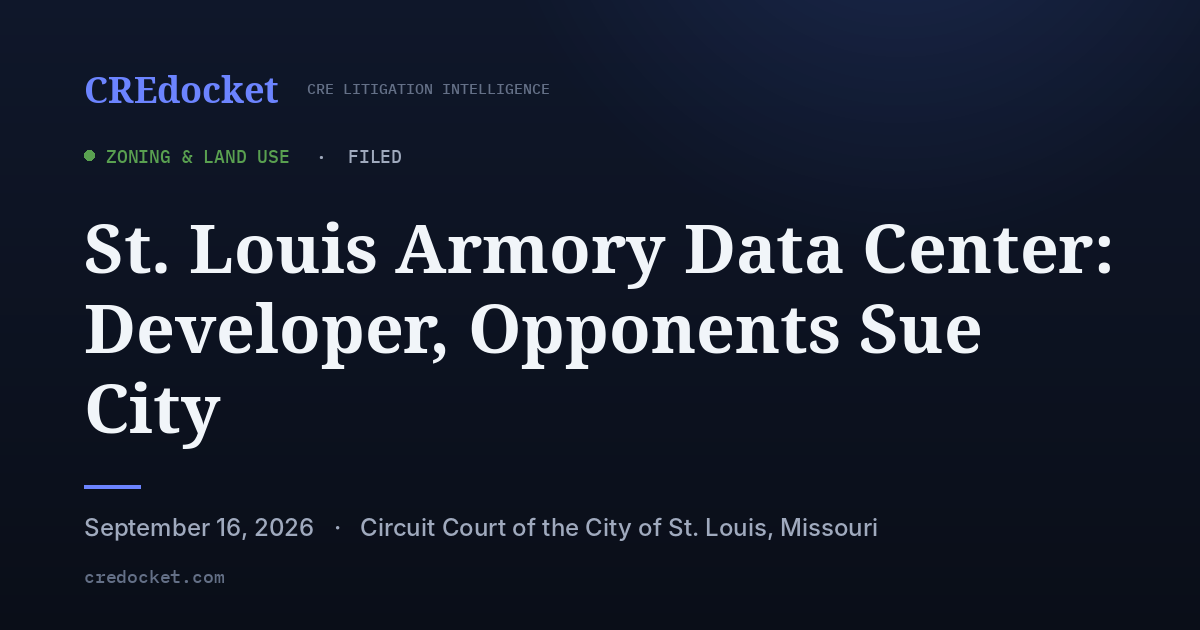 CREdocket CRE LITIGATION INTELLIGENCE
ZONING & LAND USE · FILED
St. Louis Armory Data Center:
Developer, Opponents Sue
City
September 16, 2026 · Circuit Court of the City of St. Louis, Missouri
credocket.com